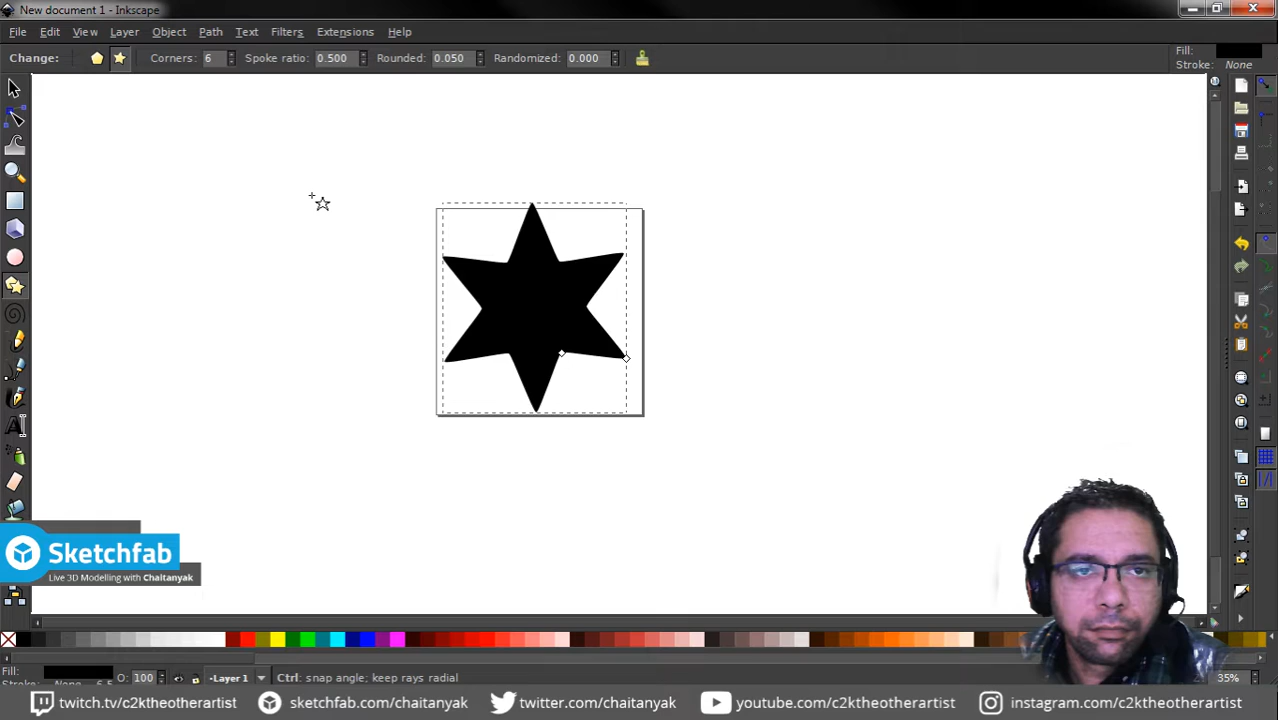 New document 1 - Inkscape
File Edit View Layer Object Path Text Filters Extensions Help
Change: Corners: 6 Spoke ratio: 0.500 Rounded: 0.050 Randomized: 0.000
Fill:
Stroke: None
Sketchfab
Live 3D Modelling with Chaitanyak
Fill: O: 100 -Layer 1 Ctrl: snap angle; keep rays radial 35%
twitch.tv/c2ktheotherartist sketchfab.com/chaitanyak twitter.com/chaitanyak youtube.com/c2ktheotherartist instagram.com/c2ktheotherartist